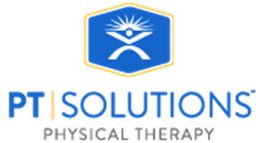 PT | SOLUTIONS™
PHYSICAL THERAPY